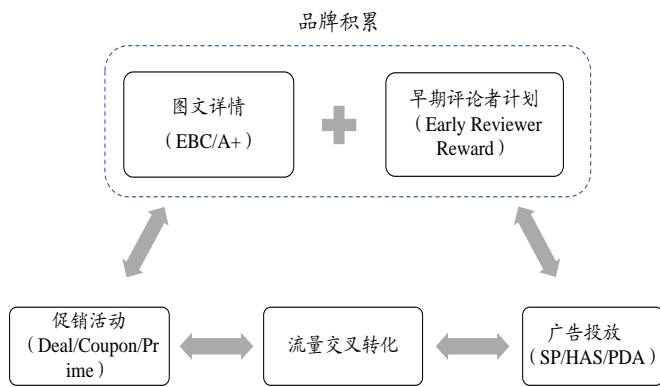 品牌积累
图文详情
（EBC/A+）
早期评论者计划
（Early Reviewer
Reward）
促销活动
（Deal/Coupon/Pr
ime）
流量交叉转化
广告投放
（SP/HAS/PDA）